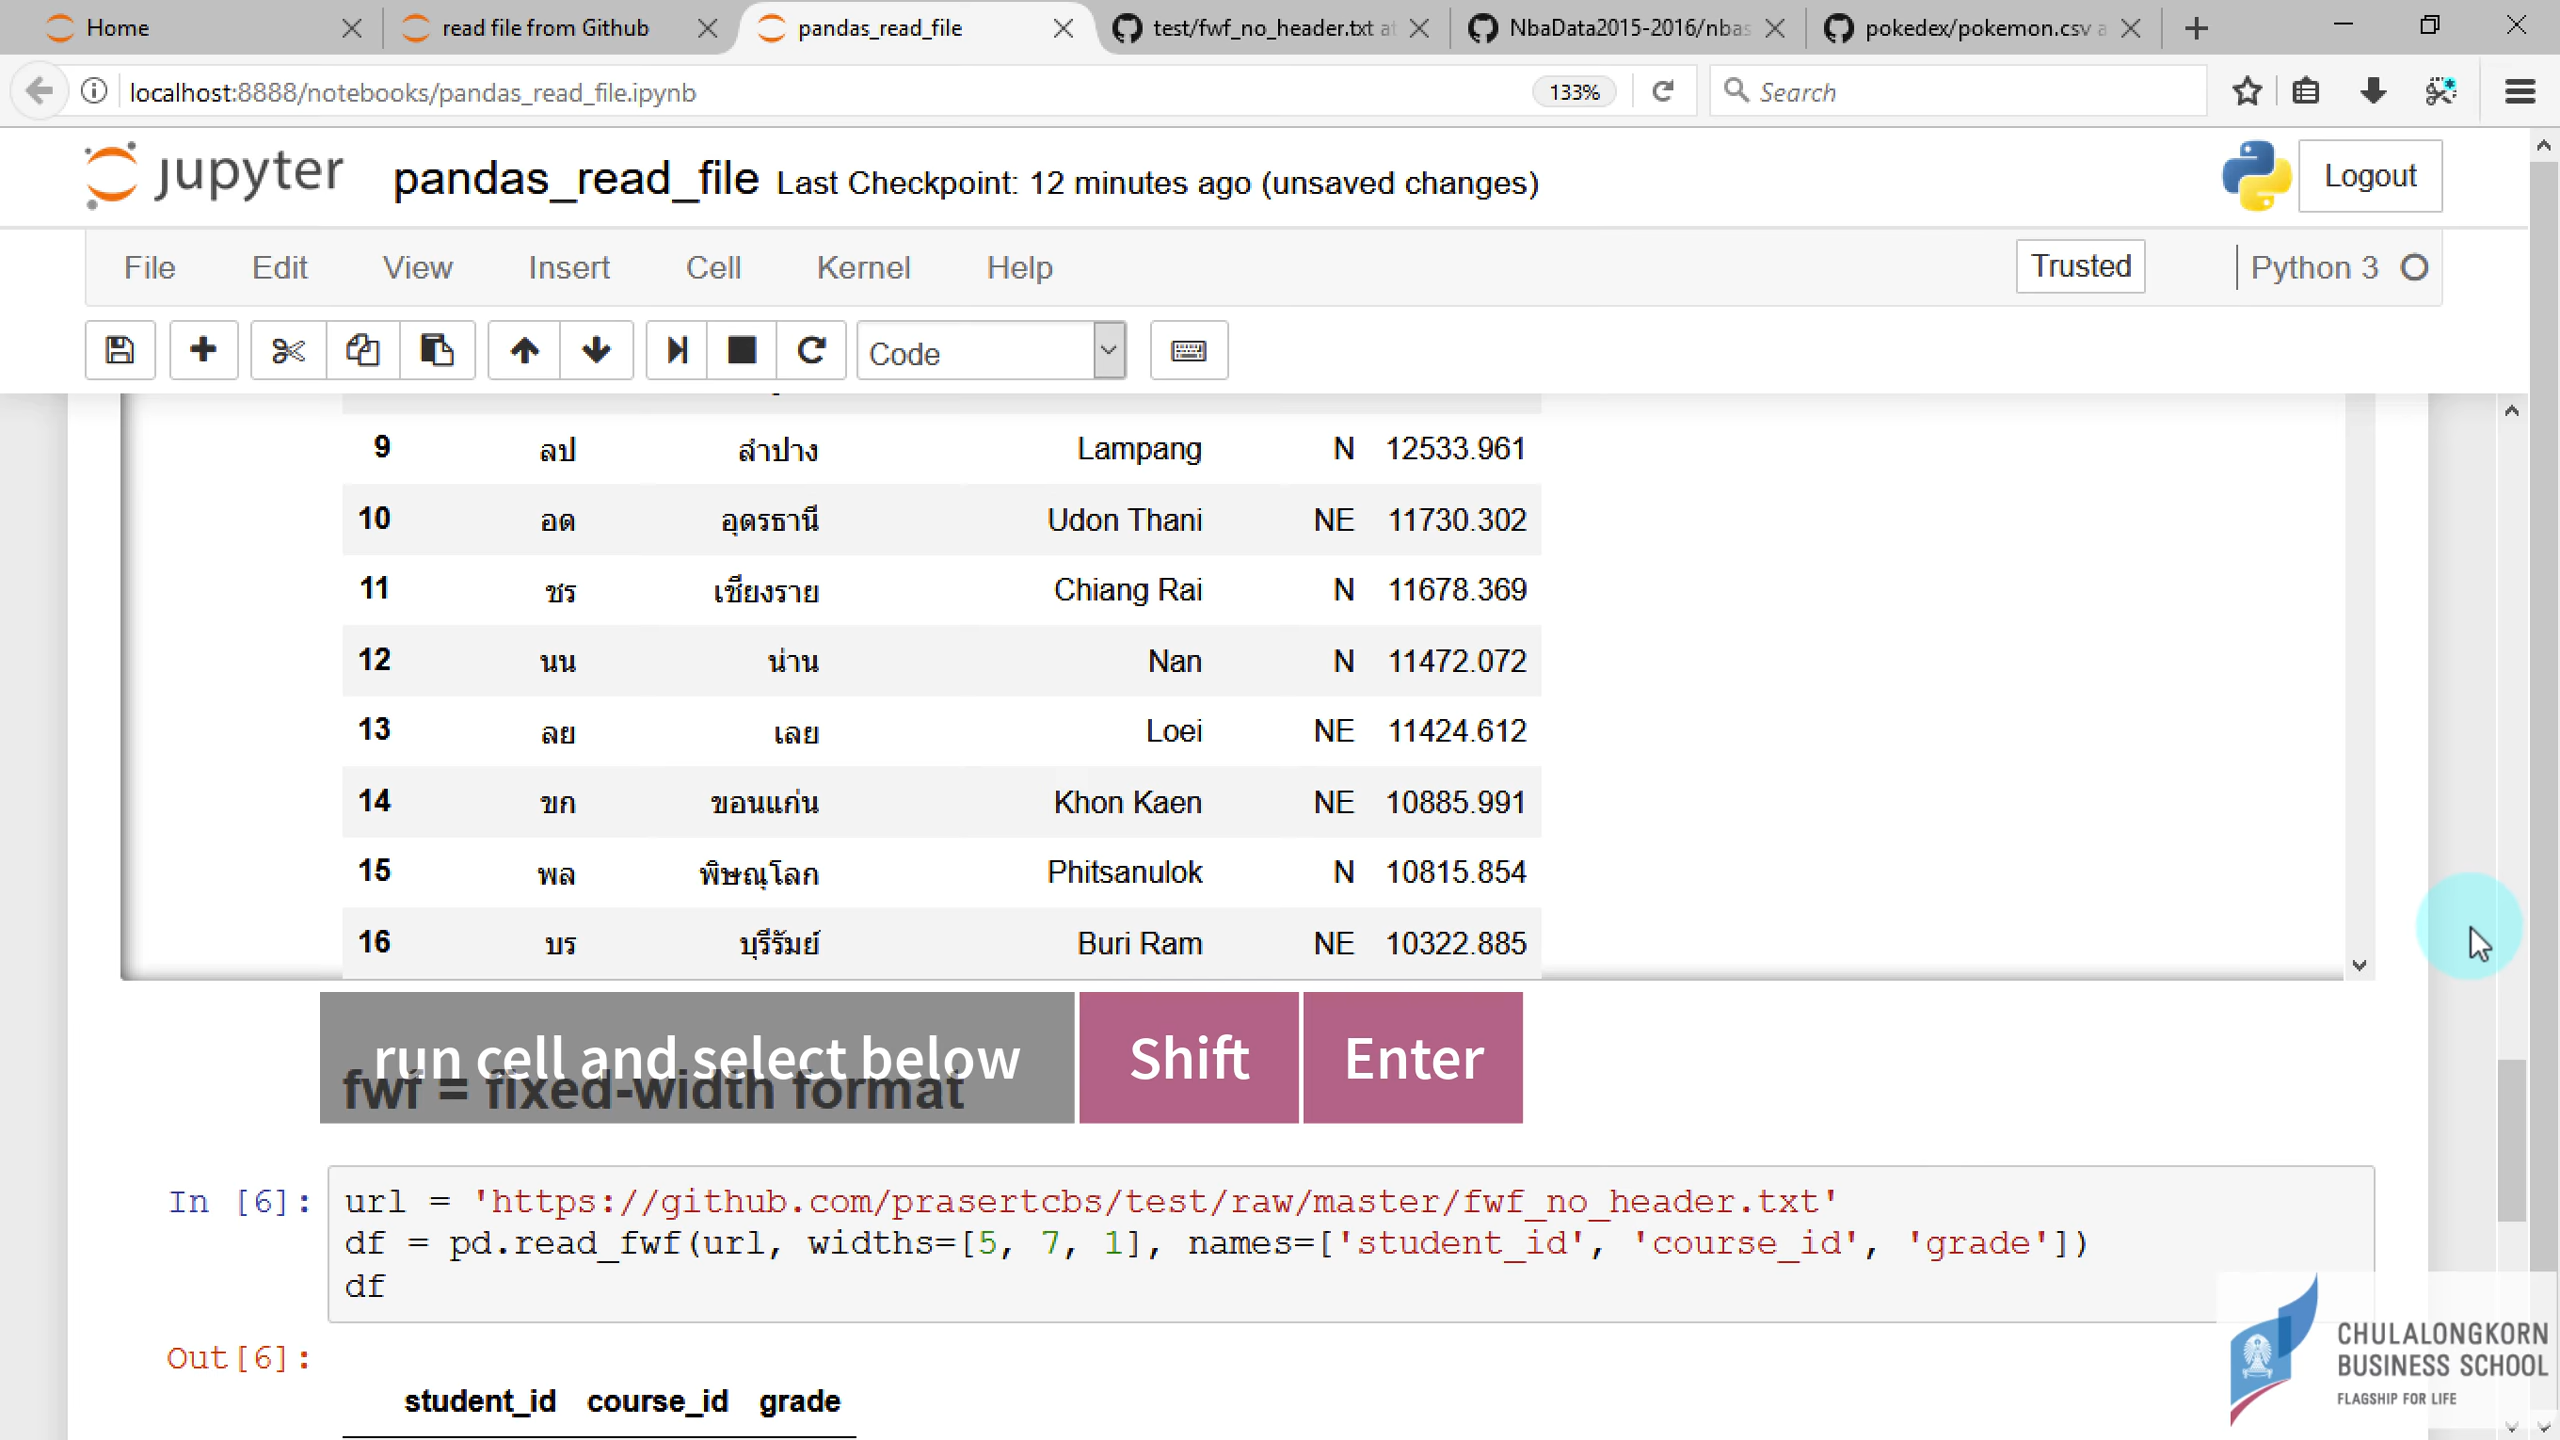 Home
read file from Github
pandas_read_file
test/fwf_no_header.txt at
NbaData2015-2016/nbas
pokedex/pokemon.csv a
localhost:8888/notebooks/pandas_read_file.ipynb
133%
Search
jupyter
pandas_read_file Last Checkpoint: 12 minutes ago (unsaved changes)
Logout
File Edit View Insert Cell Kernel Help
Trusted
Python 3
Code
9 ลป ลำปาง Lampang N 12533.961
10 อด อุดรธานี Udon Thani NE 11730.302
11 ชร เชียงราย Chiang Rai N 11678.369
12 นน น่าน Nan N 11472.072
13 ลย เลย Loei NE 11424.612
14 ขก ขอนแก่น Khon Kaen NE 10885.991
15 พล พิษณุโลก Phitsanulok N 10815.854
16 บร บุรีรัมย์ Buri Ram NE 10322.885
run cell and select below Shift Enter
fwf = fixed-width format
In [6]: url = 'https://github.com/prasertcbs/test/raw/master/fwf_no_header.txt'
df = pd.read_fwf(url, widths=[5, 7, 1], names=['student_id', 'course_id', 'grade'])
df
Out[6]:
student_id course_id grade
CHULALONGKORN
BUSINESS SCHOOL
FLAGSHIP FOR LIFE